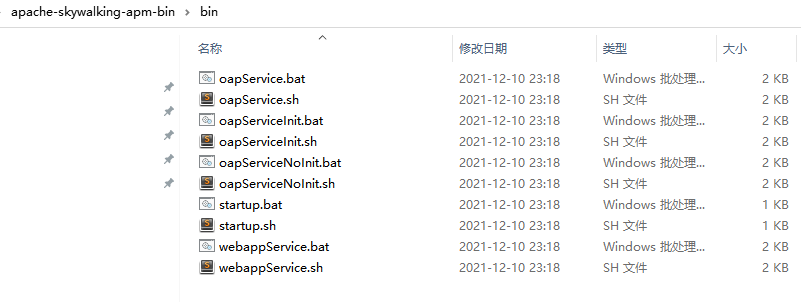 apache-skywalking-apm-bin > bin
名称 修改日期 类型 大小
oapService.bat 2021-12-10 23:18 Windows 批处理... 2 KB
oapService.sh 2021-12-10 23:18 SH 文件 2 KB
oapServiceInit.bat 2021-12-10 23:18 Windows 批处理... 2 KB
oapServiceInit.sh 2021-12-10 23:18 SH 文件 2 KB
oapServiceNoInit.bat 2021-12-10 23:18 Windows 批处理... 2 KB
oapServiceNoInit.sh 2021-12-10 23:18 SH 文件 2 KB
startup.bat 2021-12-10 23:18 Windows 批处理... 1 KB
startup.sh 2021-12-10 23:18 SH 文件 1 KB
webappService.bat 2021-12-10 23:18 Windows 批处理... 2 KB
webappService.sh 2021-12-10 23:18 SH 文件 2 KB